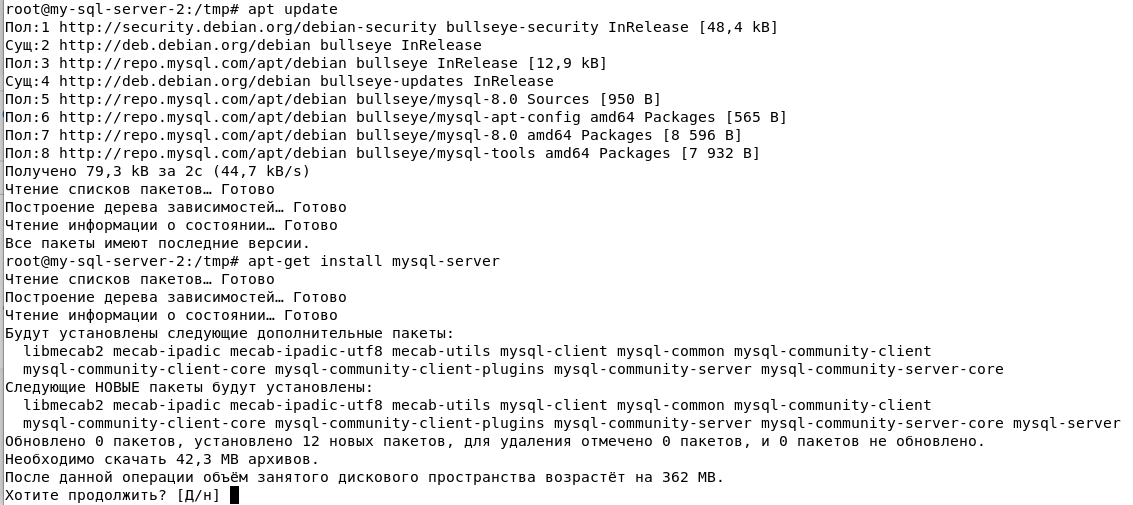 root@my-sql-server-2:/tmp# apt update
Пол:1 http://security.debian.org/debian-security bullseye-security InRelease [48,4 kB]
Сущ:2 http://deb.debian.org/debian bullseye InRelease
Пол:3 http://repo.mysql.com/apt/debian bullseye InRelease [12,9 kB]
Сущ:4 http://deb.debian.org/debian bullseye-updates InRelease
Пол:5 http://repo.mysql.com/apt/debian bullseye/mysql-8.0 Sources [950 B]
Пол:6 http://repo.mysql.com/apt/debian bullseye/mysql-apt-config amd64 Packages [565 B]
Пол:7 http://repo.mysql.com/apt/debian bullseye/mysql-8.0 amd64 Packages [8 596 B]
Пол:8 http://repo.mysql.com/apt/debian bullseye/mysql-tools amd64 Packages [7 932 B]
Получено 79,3 kB за 2с (44,7 kB/s)
Чтение списков пакетов… Готово
Построение дерева зависимостей… Готово
Чтение информации о состоянии… Готово
Все пакеты имеют последние версии.
root@my-sql-server-2:/tmp# apt-get install mysql-server
Чтение списков пакетов… Готово
Построение дерева зависимостей… Готово
Чтение информации о состоянии… Готово
Будут установлены следующие дополнительные пакеты:
  libmecab2 mecab-ipadic mecab-ipadic-utf8 mecab-utils mysql-client mysql-common mysql-community-client
  mysql-community-client-core mysql-community-client-plugins mysql-community-server mysql-community-server-core
Следующие НОВЫЕ пакеты будут установлены:
  libmecab2 mecab-ipadic mecab-ipadic-utf8 mecab-utils mysql-client mysql-common mysql-community-client
  mysql-community-client-core mysql-community-client-plugins mysql-community-server mysql-community-server-core mysql-server
Обновлено 0 пакетов, установлено 12 новых пакетов, для удаления отмечено 0 пакетов, и 0 пакетов не обновлено.
Необходимо скачать 42,3 MB архивов.
После данной операции объём занятого дискового пространства возрастёт на 362 MB.
Хотите продолжить? [Д/н]